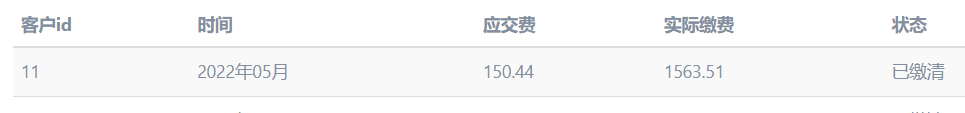 客户id 时间 应交费 实际缴费 状态
11 2022年05月 150.44 1563.51 已缴清